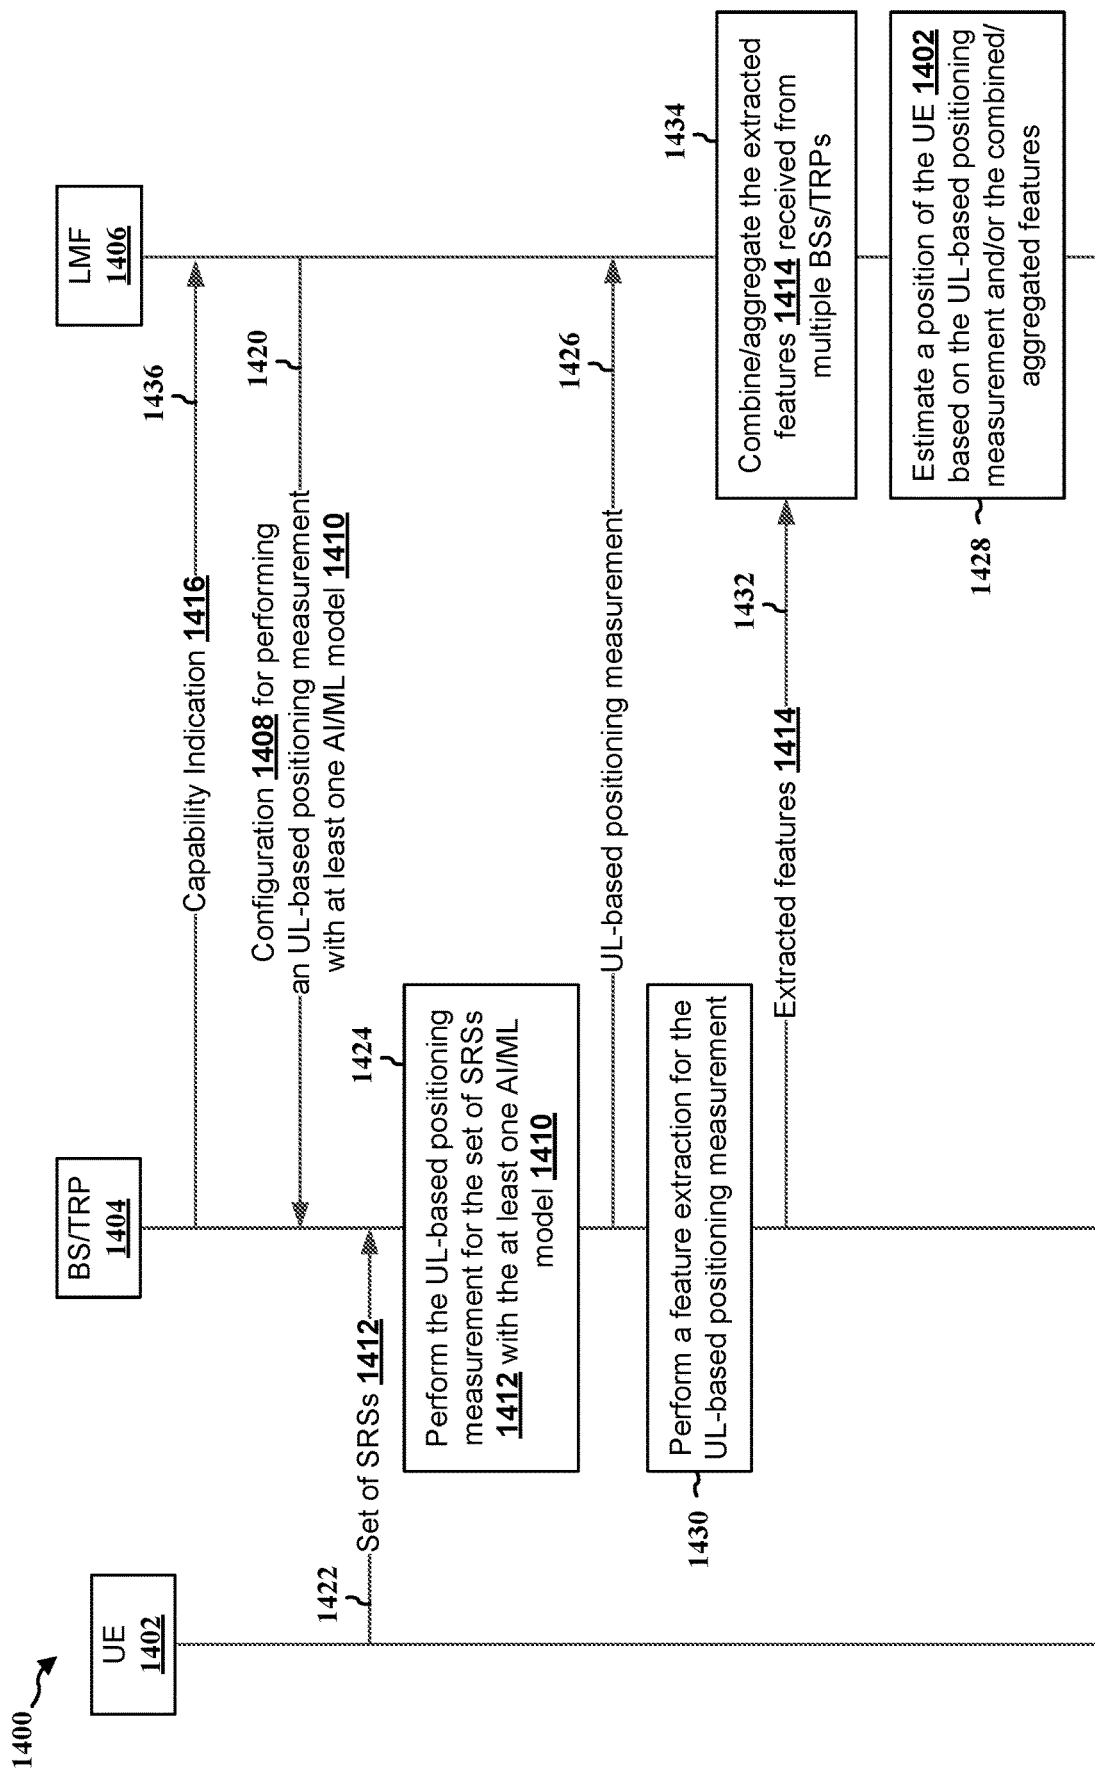 1400
UE
1402
BS/TRP
1404
LMF
1406
1436
Capability Indication 1416
1420
Configuration 1408 for performing
an UL-based positioning measurement
with at least one AI/ML model 1410
1422
Set of SRSs 1412
1424
Perform the UL-based positioning
measurement for the set of SRSs
1412 with the at least one AI/ML
model 1410
1426
UL-based positioning measurement
1430
Perform a feature extraction for the
UL-based positioning measurement
1432
Extracted features 1414
1434
Combine/aggregate the extracted
features 1414 received from
multiple BSs/TRPs
1428
Estimate a position of the UE 1402
based on the UL-based positioning
measurement and/or the combined/
aggregated features